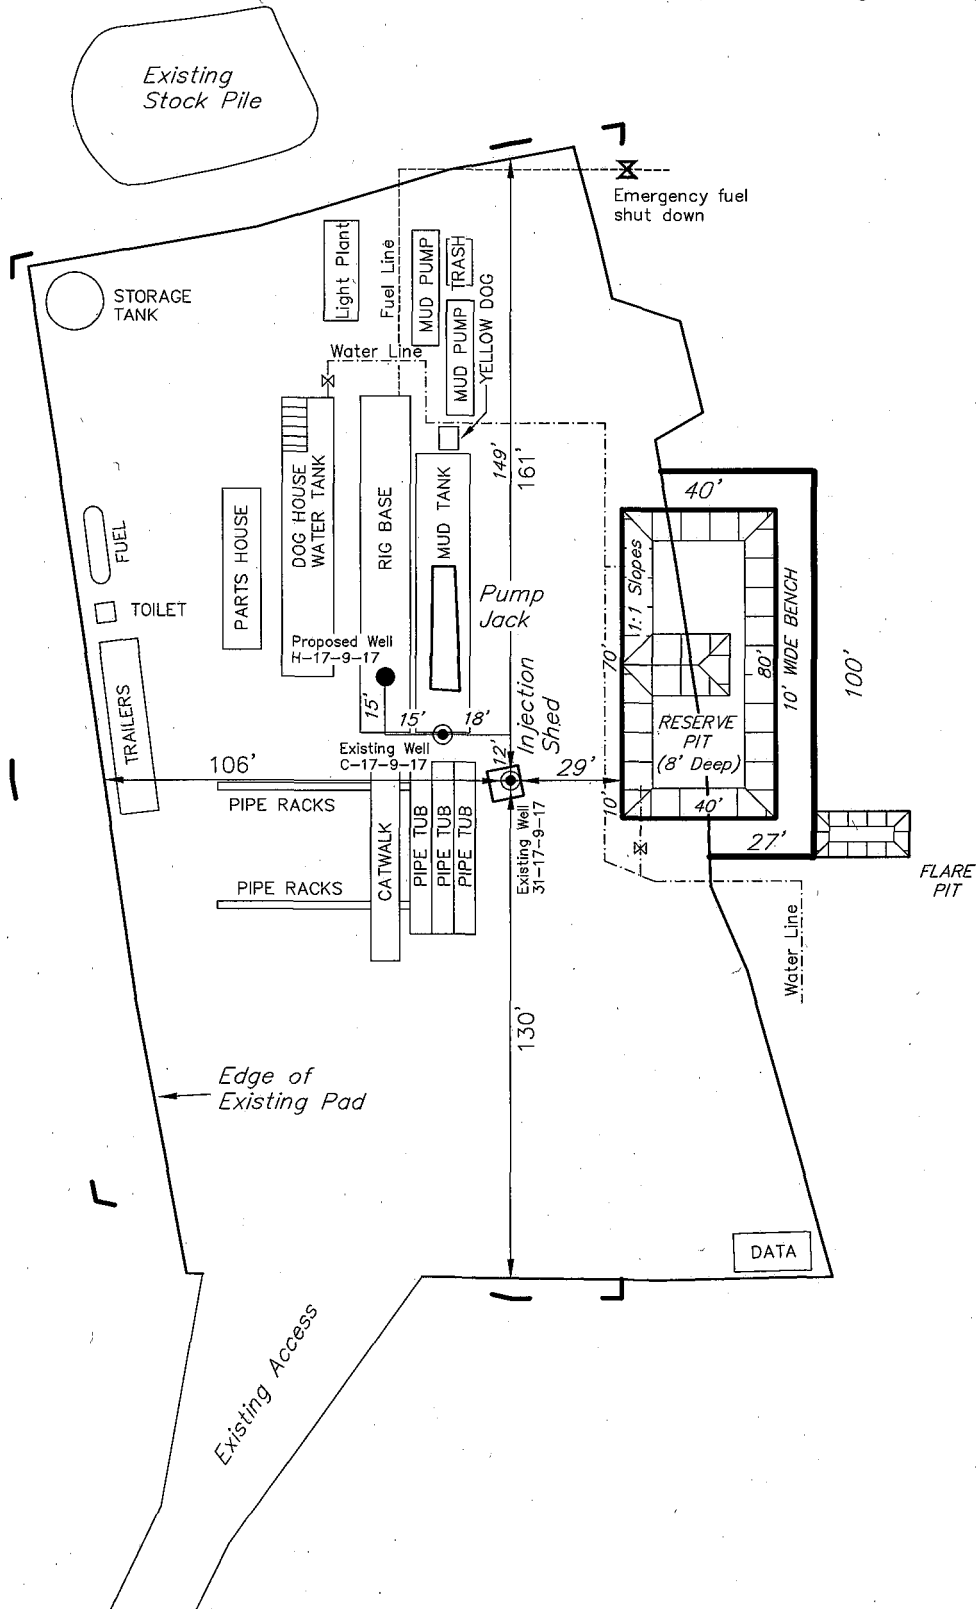 Existing
Stock Pile
Emergency fuel
shut down
STORAGE
TANK
Light Plant
Fuel Line
MUD PUMP
TRASH
MUD PUMP
YELLOW DOG
Water Line
149'
161'
40'
FUEL
PARTS HOUSE
DOG HOUSE
WATER TANK
RIG BASE
MUD TANK
1:1 Slopes
10' WIDE BENCH
Pump
Jack
TOILET
Proposed Well
H-17-9-17
70'
80'
100'
TRAILERS
15'
15'
18'
Injection
Shed
RESERVE
PIT
(8' Deep)
Existing Well
C-17-9-17
12'
106'
29'
PIPE RACKS
10'
40'
CATWALK
PIPE TUB
PIPE TUB
PIPE TUB
Existing Well
31-17-9-17
27'
FLARE
PIT
PIPE RACKS
Water Line
130'
Edge of
Existing Pad
DATA
Existing Access